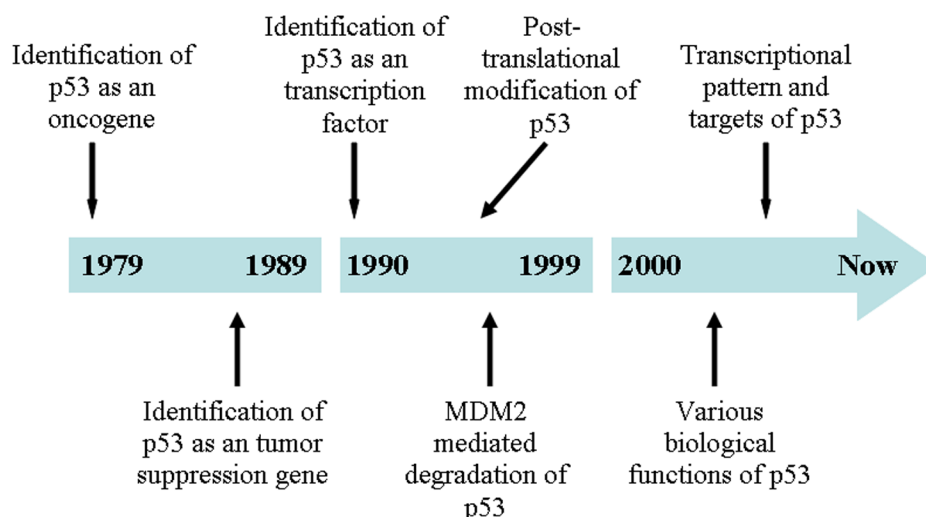 Identification of
p53 as an
oncogene
Identification of
p53 as an
transcription
factor
Post-
translational
modification of
p53
Transcriptional
pattern and
targets of p53
1979
1989
1990
1999
2000
Now
Identification of
p53 as an tumor
suppression gene
MDM2
mediated
degradation of
p53
Various
biological
functions of p53